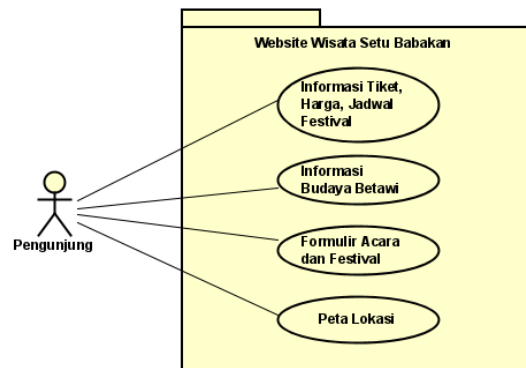 Website Wisata Setu Babakan
Informasi Tiket,
Harga, Jadwal
Festival
Informasi
Budaya Betawi
Pengunjung
Formulir Acara
dan Festival
Peta Lokasi